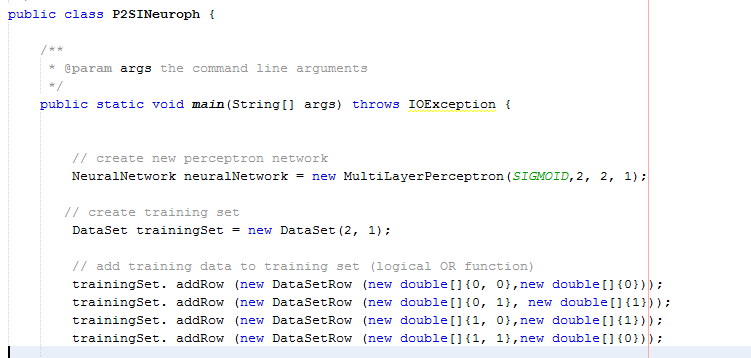 public class P2SINeuroph {
/**
* @param args the command line arguments
*/
public static void main(String[] args) throws IOException {
// create new perceptron network
NeuralNetwork neuralNetwork = new MultiLayerPerceptron(SIGMOID,2, 2, 1);
// create training set
DataSet trainingSet = new DataSet(2, 1);
// add training data to training set (logical OR function)
trainingSet. addRow (new DataSetRow (new double[]{0, 0},new double[]{0}));
trainingSet. addRow (new DataSetRow (new double[]{0, 1}, new double[]{1}));
trainingSet. addRow (new DataSetRow (new double[]{1, 0},new double[]{1}));
trainingSet. addRow (new DataSetRow (new double[]{1, 1},new double[]{0}));